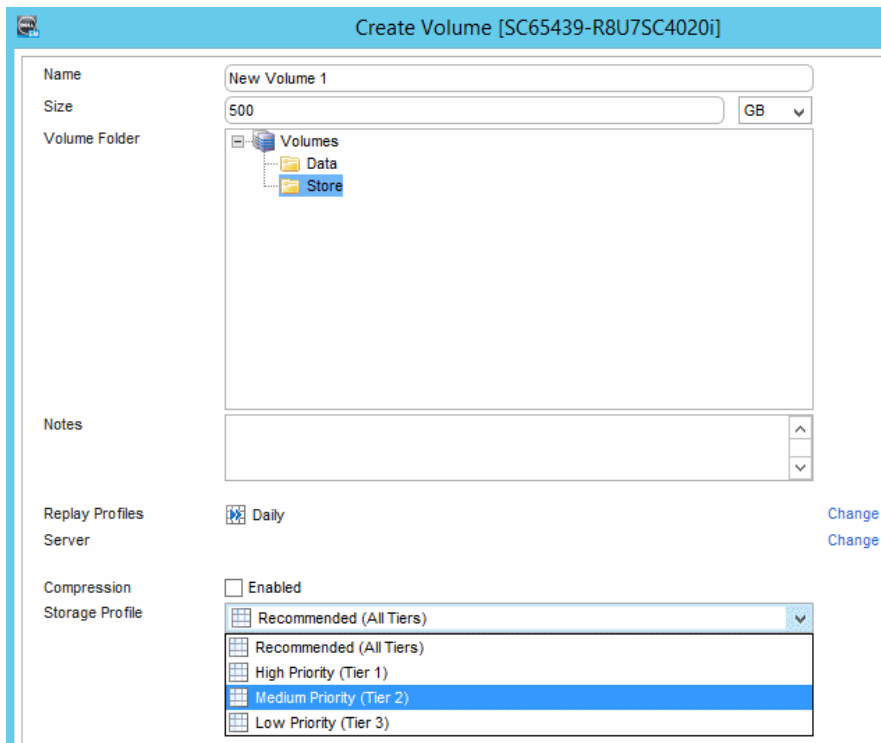 Create Volume [SC65439-R8U7SC4020i]
Name New Volume 1
Size 500 GB
Volume Folder Volumes
Data
Store
Notes
Replay Profiles Daily Change
Server Change
Compression Enabled
Storage Profile Recommended (All Tiers)
Recommended (All Tiers)
High Priority (Tier 1)
Medium Priority (Tier 2)
Low Priority (Tier 3)